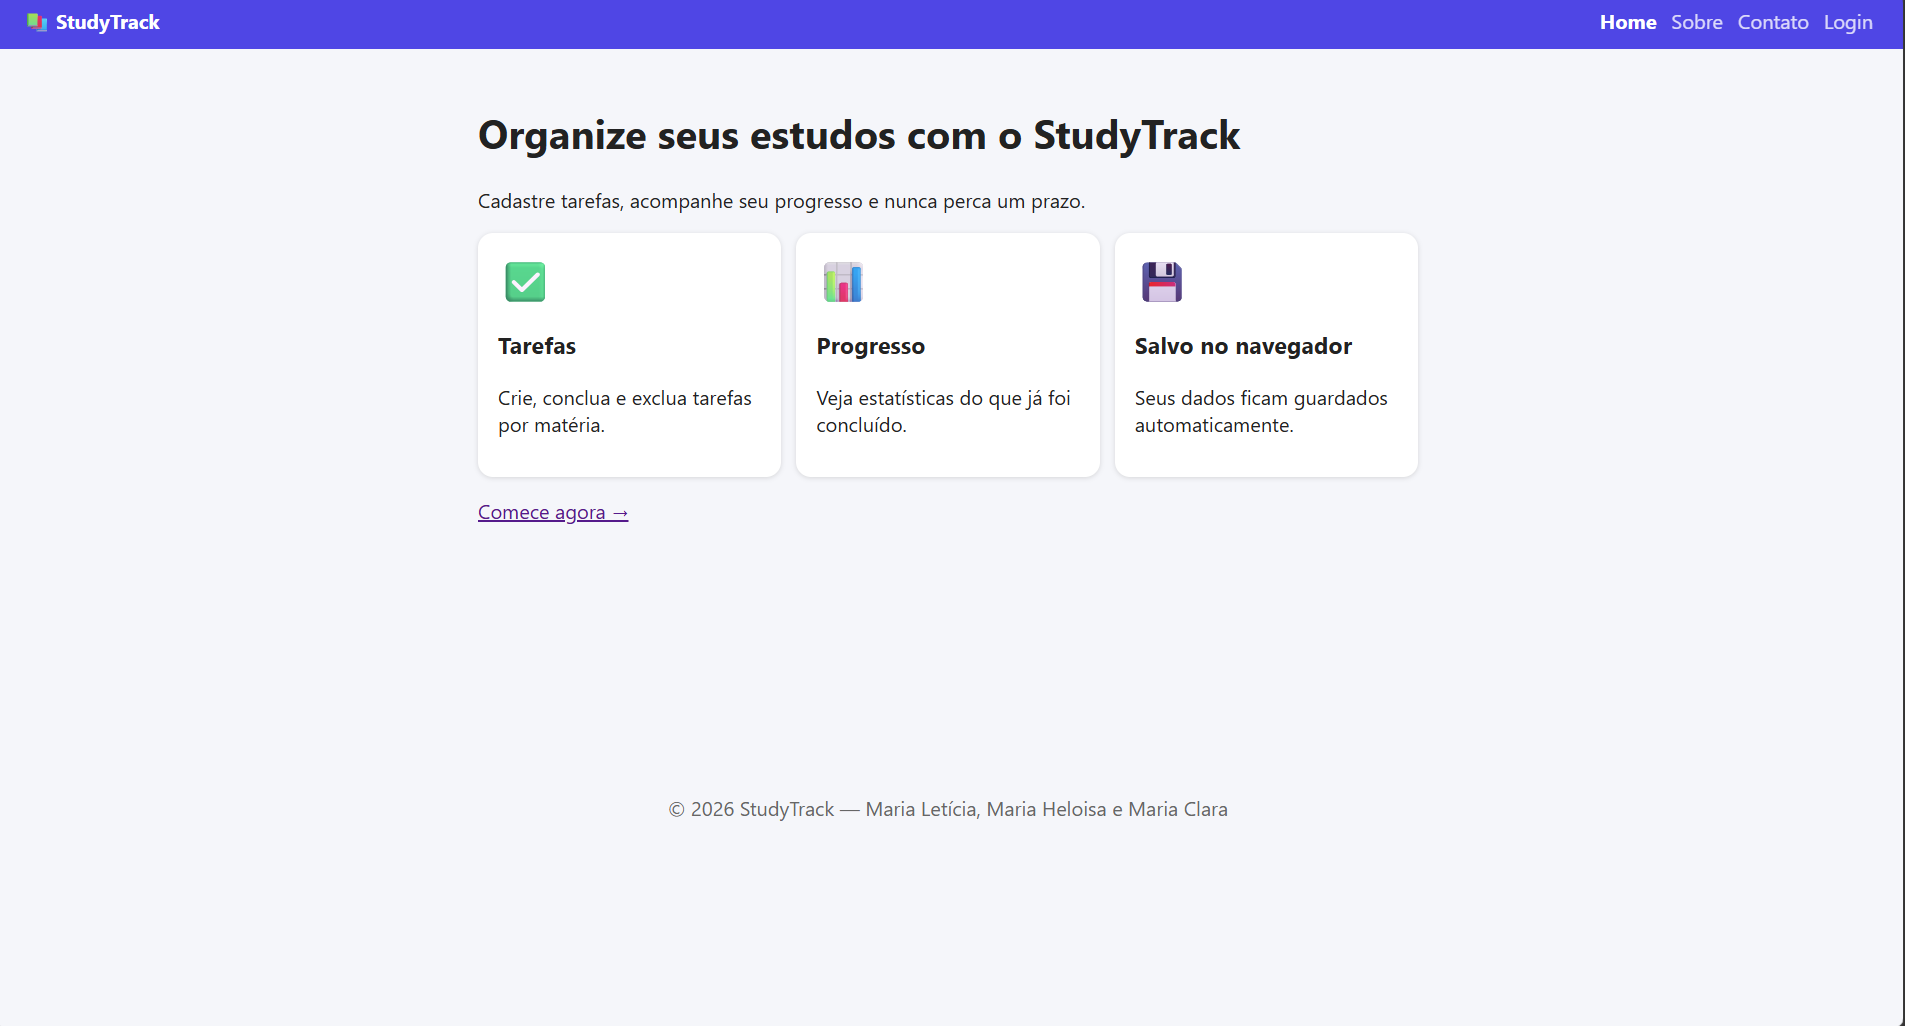 StudyTrack
Home Sobre Contato Login
Organize seus estudos com o StudyTrack
Cadastre tarefas, acompanhe seu progresso e nunca perca um prazo.
Tarefas
Crie, conclua e exclua tarefas
por matéria.
Progresso
Veja estatísticas do que já foi
concluído.
Salvo no navegador
Seus dados ficam guardados
automaticamente.
Comece agora →
© 2026 StudyTrack — Maria Letícia, Maria Heloisa e Maria Clara